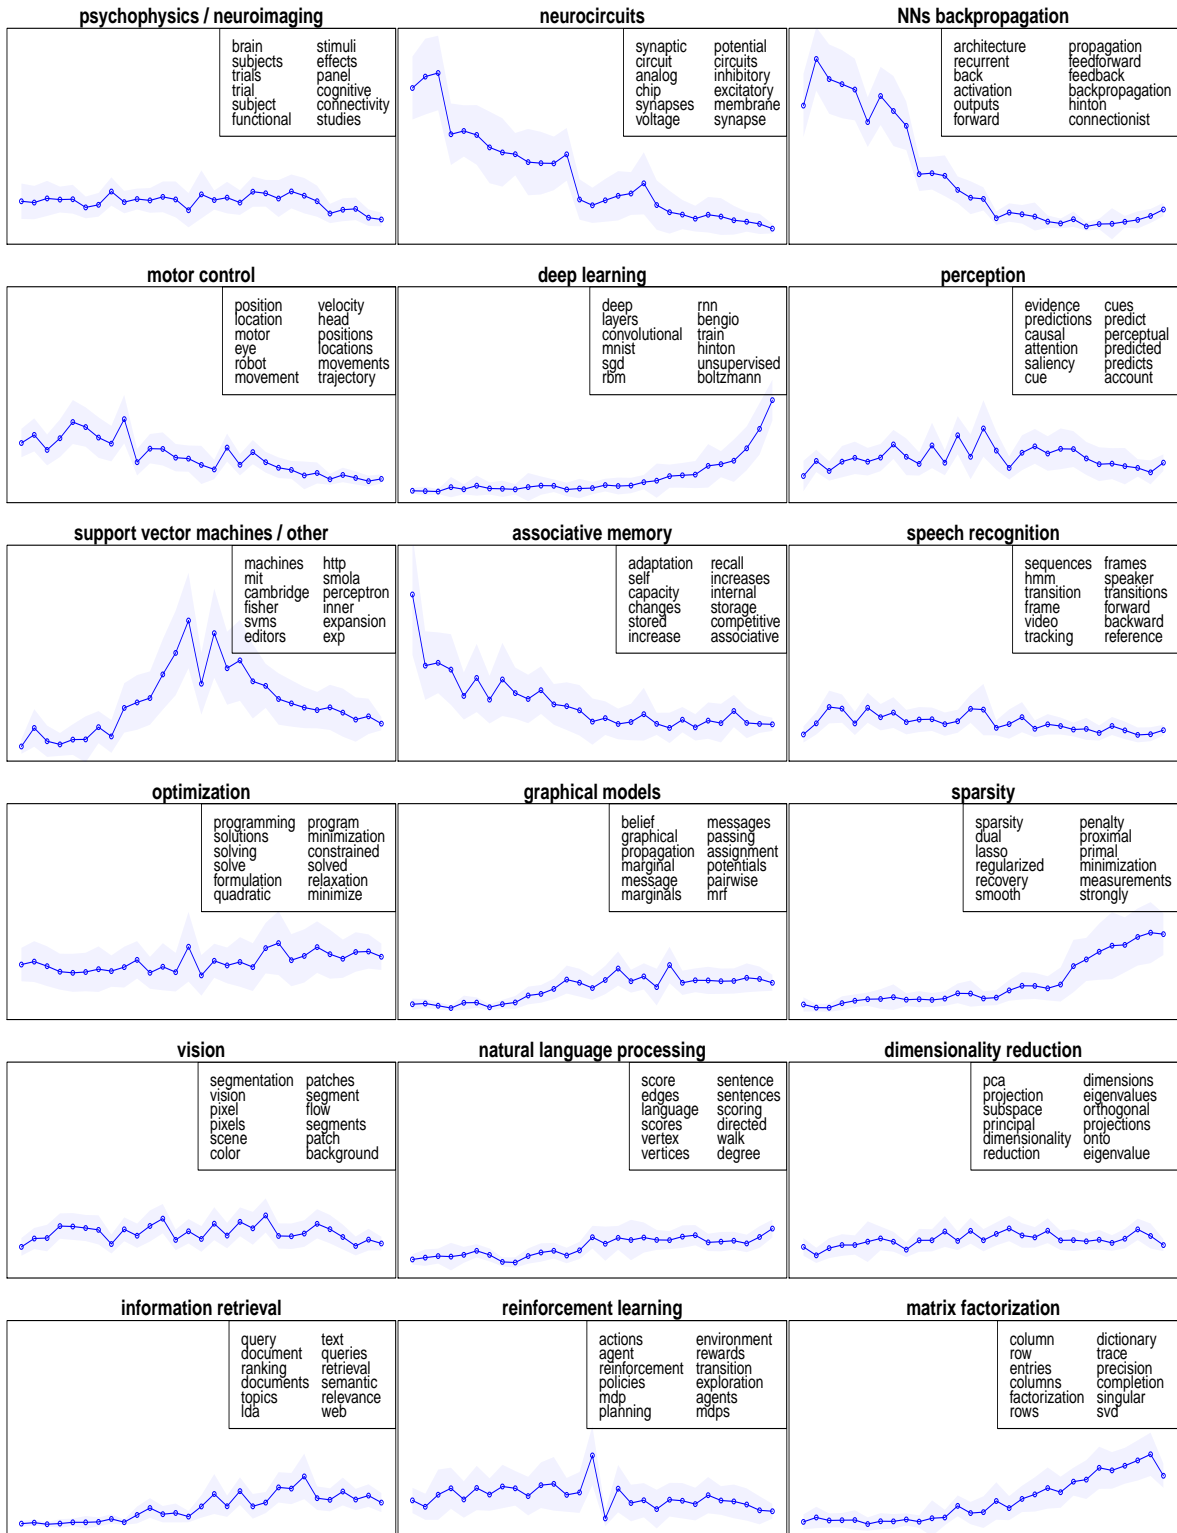 psychophysics / neuroimaging
brain stimuli
subjects effects
trials panel
trial cognitive
subject connectivity
functional studies
neurocircuits
synaptic potential
circuit circuits
analog inhibitory
chip excitatory
synapses membrane
voltage synapse
NNs backpropagation
architecture propagation
recurrent feedforward
back feedback
activation backpropagation
outputs hinton
forward connectionist
motor control
position velocity
location head
motor positions
eye locations
robot movements
movement trajectory
deep learning
deep rnn
layers bengio
convolutional train
mnist hinton
sgd unsupervised
rbm boltzmann
perception
evidence cues
predictions predict
causal perceptual
attention predicted
saliency predicts
cue account
support vector machines / other
machines http
mit smola
cambridge perceptron
fisher inner
svms expansion
editors exp
associative memory
adaptation recall
self increases
capacity internal
changes storage
stored competitive
increase associative
speech recognition
sequences frames
hmm speaker
transition transitions
frame forward
video backward
tracking reference
optimization
programming program
solutions minimization
solving constrained
solve solved
formulation relaxation
quadratic minimize
graphical models
belief messages
graphical passing
propagation assignment
marginal potentials
message pairwise
marginals mrf
sparsity
sparsity penalty
dual proximal
lasso primal
regularized minimization
recovery measurements
smooth strongly
vision
segmentation patches
vision segment
pixel flow
pixels segments
scene patch
color background
natural language processing
score sentence
edges sentences
language scoring
scores directed
vertex walk
vertices degree
dimensionality reduction
pca dimensions
projection eigenvalues
subspace orthogonal
principal projections
dimensionality onto
reduction eigenvalue
information retrieval
query text
document queries
ranking retrieval
documents semantic
topics relevance
lda web
reinforcement learning
actions environment
agent rewards
reinforcement transition
policies exploration
mdp agents
planning mdps
matrix factorization
column dictionary
row trace
entries precision
columns completion
factorization singular
rows svd